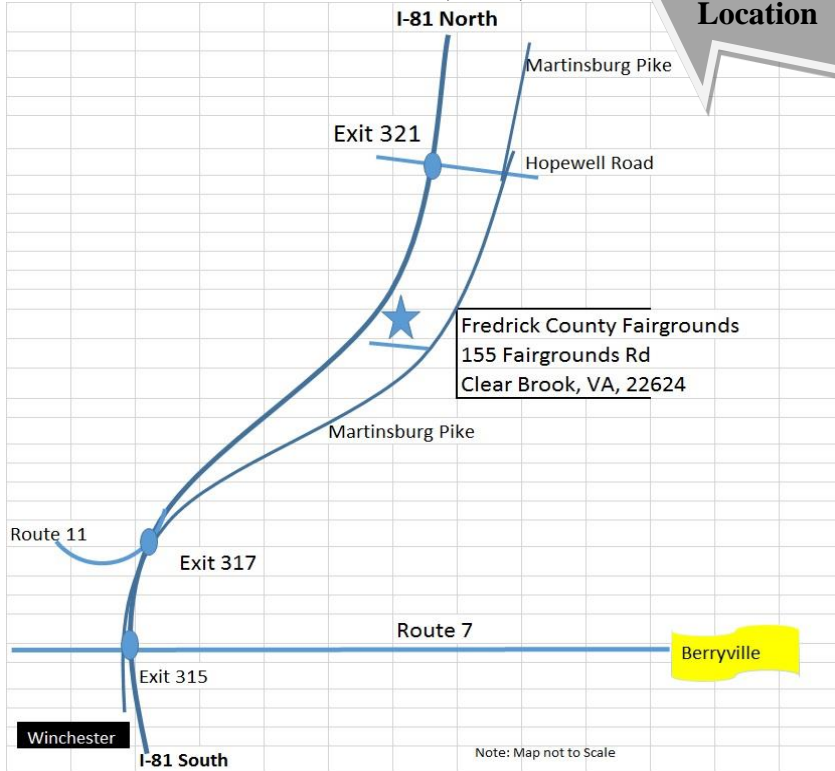 Location
I-81 North
Martinsburg Pike
Exit 321
Hopewell Road
Fredrick County Fairgrounds
155 Fairgrounds Rd
Clear Brook, VA, 22624
Martinsburg Pike
Route 11
Exit 317
Route 7
Berryville
Exit 315
Winchester
Note: Map not to Scale
I-81 South